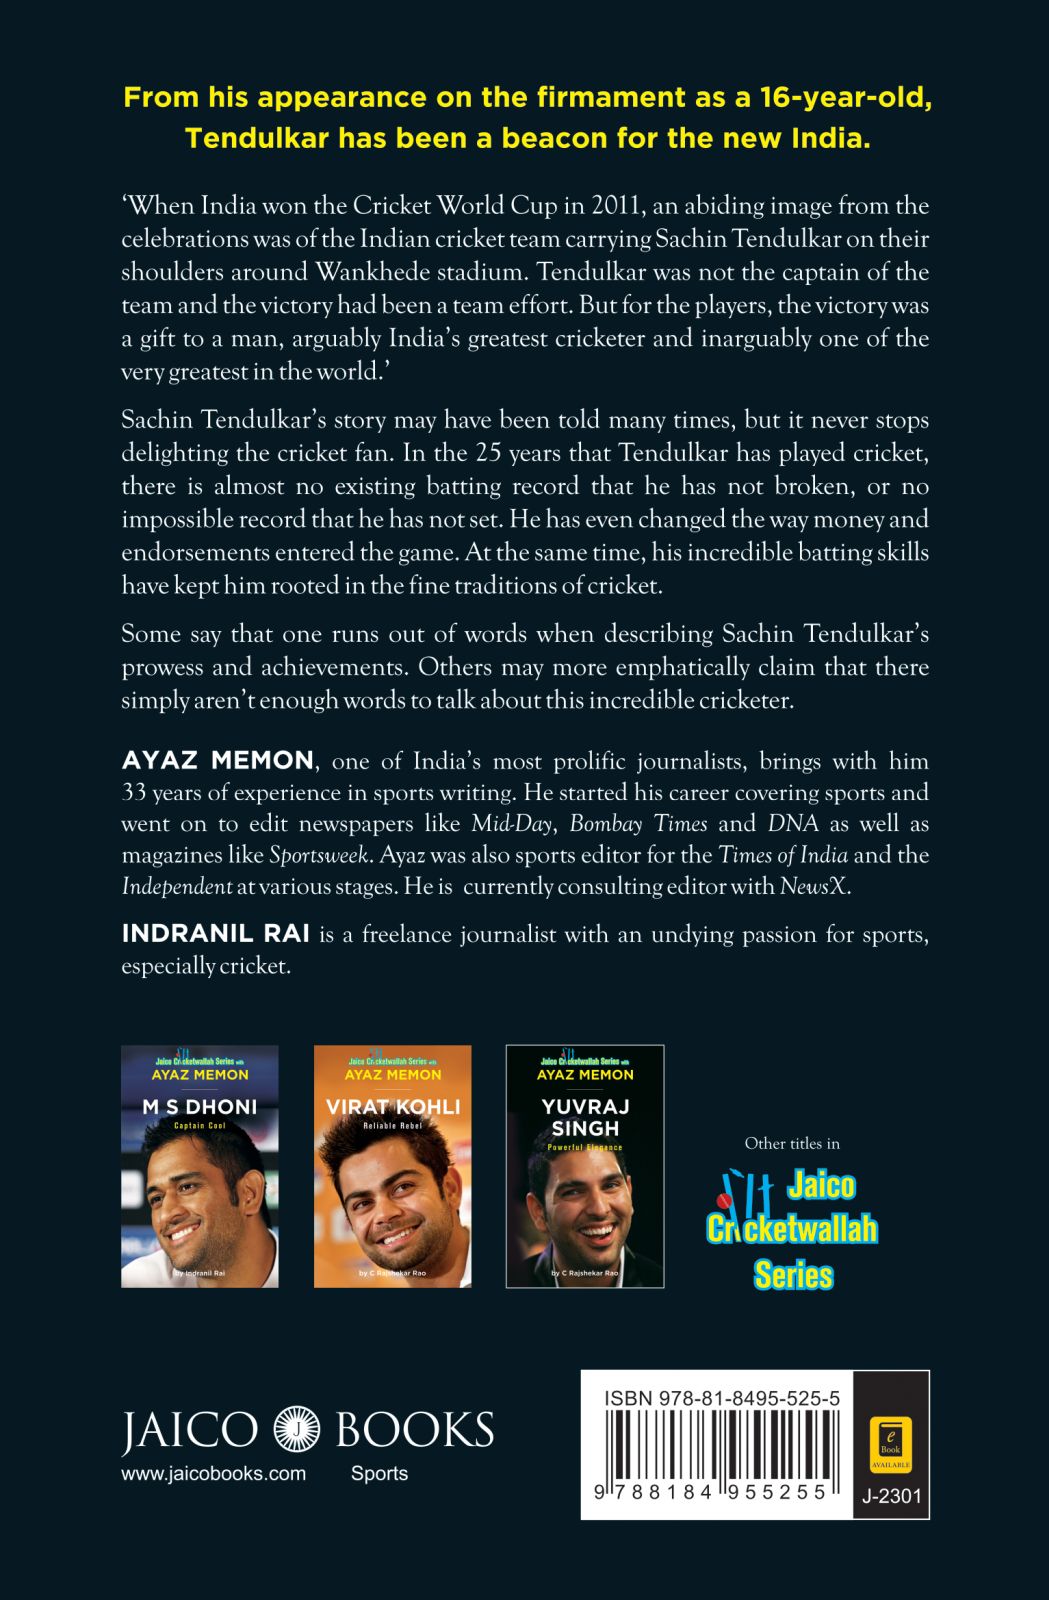 From his appearance on the firmament as a 16-year-old,
Tendulkar has been a beacon for the new India.
‘When India won the Cricket World Cup in 2011, an abiding image from the
celebrations was of the Indian cricket team carrying Sachin Tendulkar on their
shoulders around Wankhede stadium. Tendulkar was not the captain of the
team and the victory had been a team effort. But for the players, the victory was
a gift to a man, arguably India’s greatest cricketer and inarguably one of the
very greatest in the world.’
Sachin Tendulkar’s story may have been told many times, but it never stops
delighting the cricket fan. In the 25 years that Tendulkar has played cricket,
there is almost no existing batting record that he has not broken, or no
impossible record that he has not set. He has even changed the way money and
endorsements entered the game. At the same time, his incredible batting skills
have kept him rooted in the fine traditions of cricket.
Some say that one runs out of words when describing Sachin Tendulkar’s
prowess and achievements. Others may more emphatically claim that there
simply aren’t enough words to talk about this incredible cricketer.
AYAZ MEMON, one of India’s most prolific journalists, brings with him
33 years of experience in sports writing. He started his career covering sports and
went on to edit newspapers like Mid-Day, Bombay Times and DNA as well as
magazines like Sportsweek. Ayaz was also sports editor for the Times of India and the
Independent at various stages. He is currently consulting editor with NewsX.
INDRANIL RAI is a freelance journalist with an undying passion for sports,
especially cricket.
Jaico Cricketwallah Series with
AYAZ MEMON
M S DHONI
Captain Cool
by Indranil Rai
Jaico Cricketwallah Series with
AYAZ MEMON
VIRAT KOHLI
Reliable Rebel
by C Rajshekar Rao
Jaico Cricketwallah Series with
AYAZ MEMON
YUVRAJ
SINGH
Powerful Elegance
by C Rajshekar Rao
Other titles in
Jaico
Cricketwallah
Series
JAICO J BOOKS
www.jaicobooks.com Sports
ISBN 978-81-8495-525-5
9 788184 955255
e
Book
AVAILABLE
J-2301